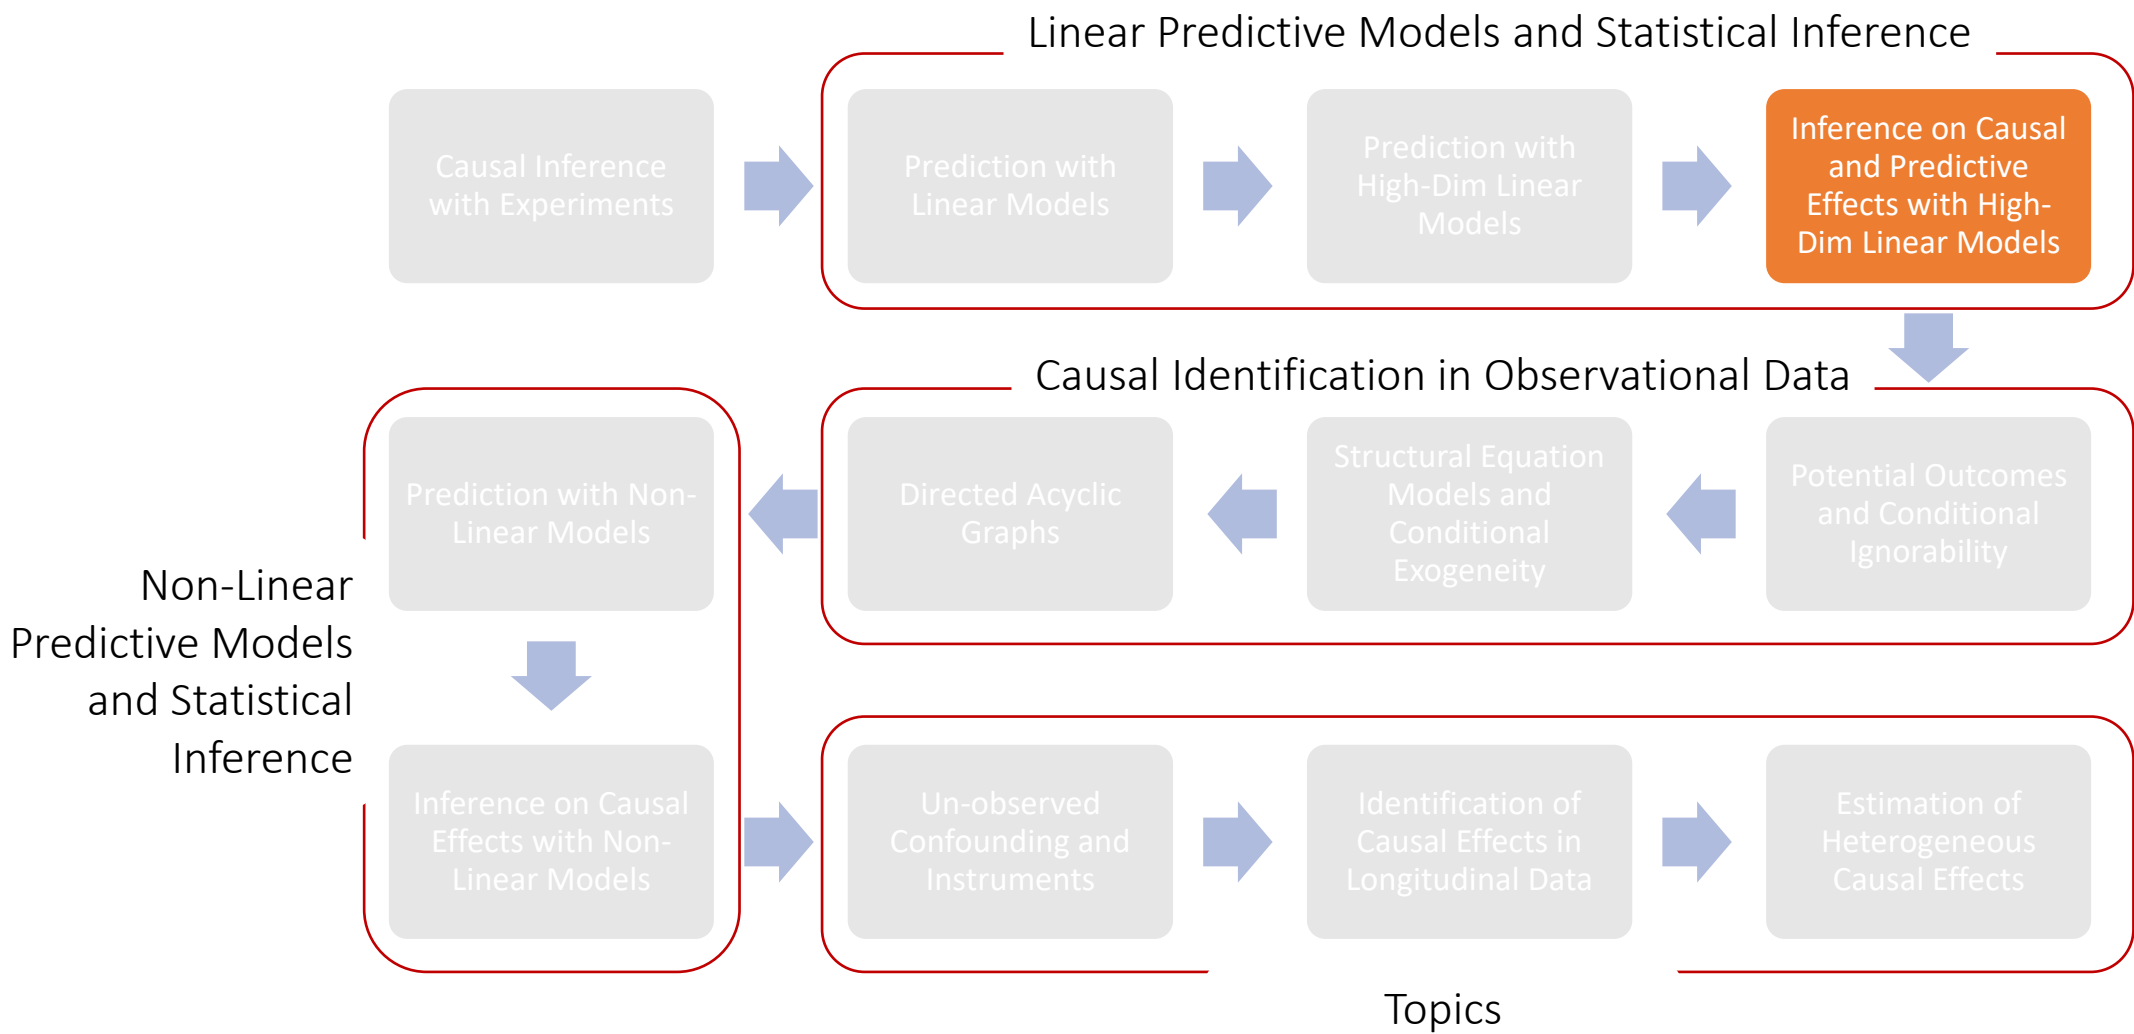 Linear Predictive Models and Statistical Inference
Causal Inference
with Experiments
Prediction with
Linear Models
Prediction with
High-Dim Linear
Models
Inference on Causal
and Predictive
Effects with High-
Dim Linear Models
Causal Identification in Observational Data
Potential Outcomes
and Conditional
Ignorability
Structural Equation
Models and
Conditional
Exogeneity
Directed Acyclic
Graphs
Prediction with Non-
Linear Models
Non-Linear
Predictive Models
and Statistical
Inference
Inference on Causal
Effects with Non-
Linear Models
Un-observed
Confounding and
Instruments
Identification of
Causal Effects in
Longitudinal Data
Estimation of
Heterogeneous
Causal Effects
Topics